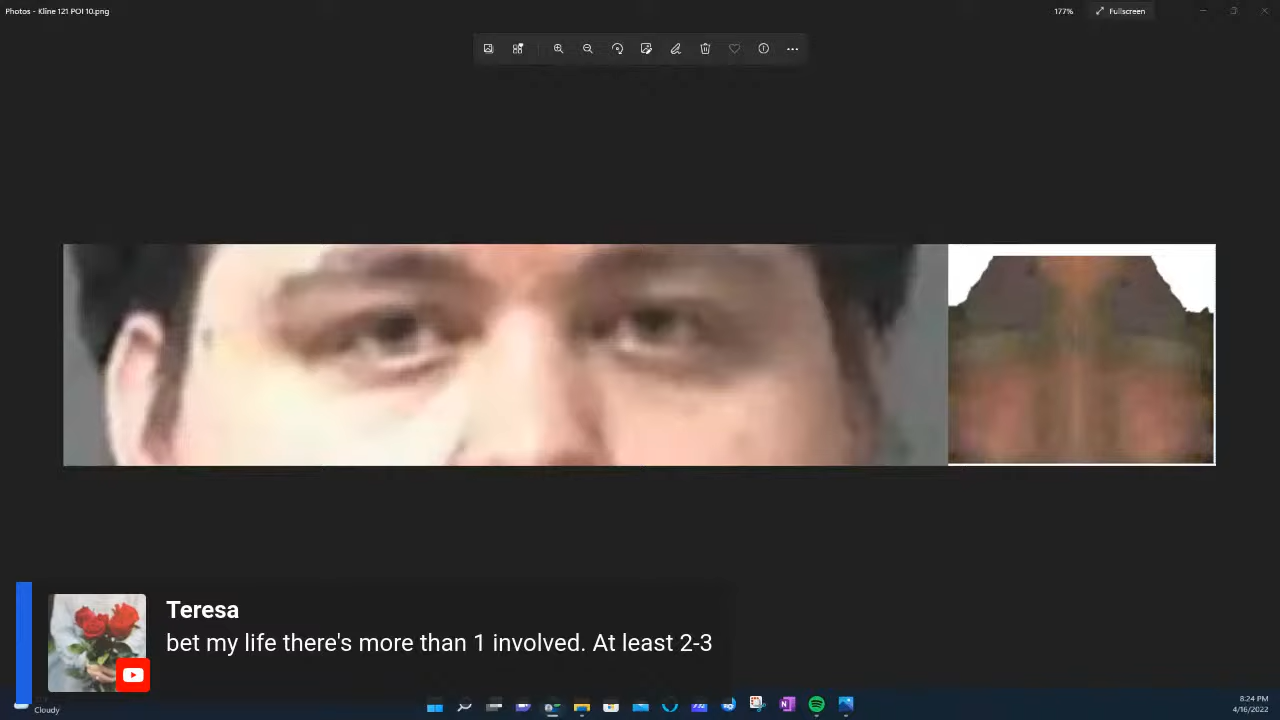 Photos - Kline 121 POI 10.png
177%
Fullscreen
Teresa
bet my life there's more than 1 involved. At least 2-3
Cloudy
8:24 PM
4/16/2022